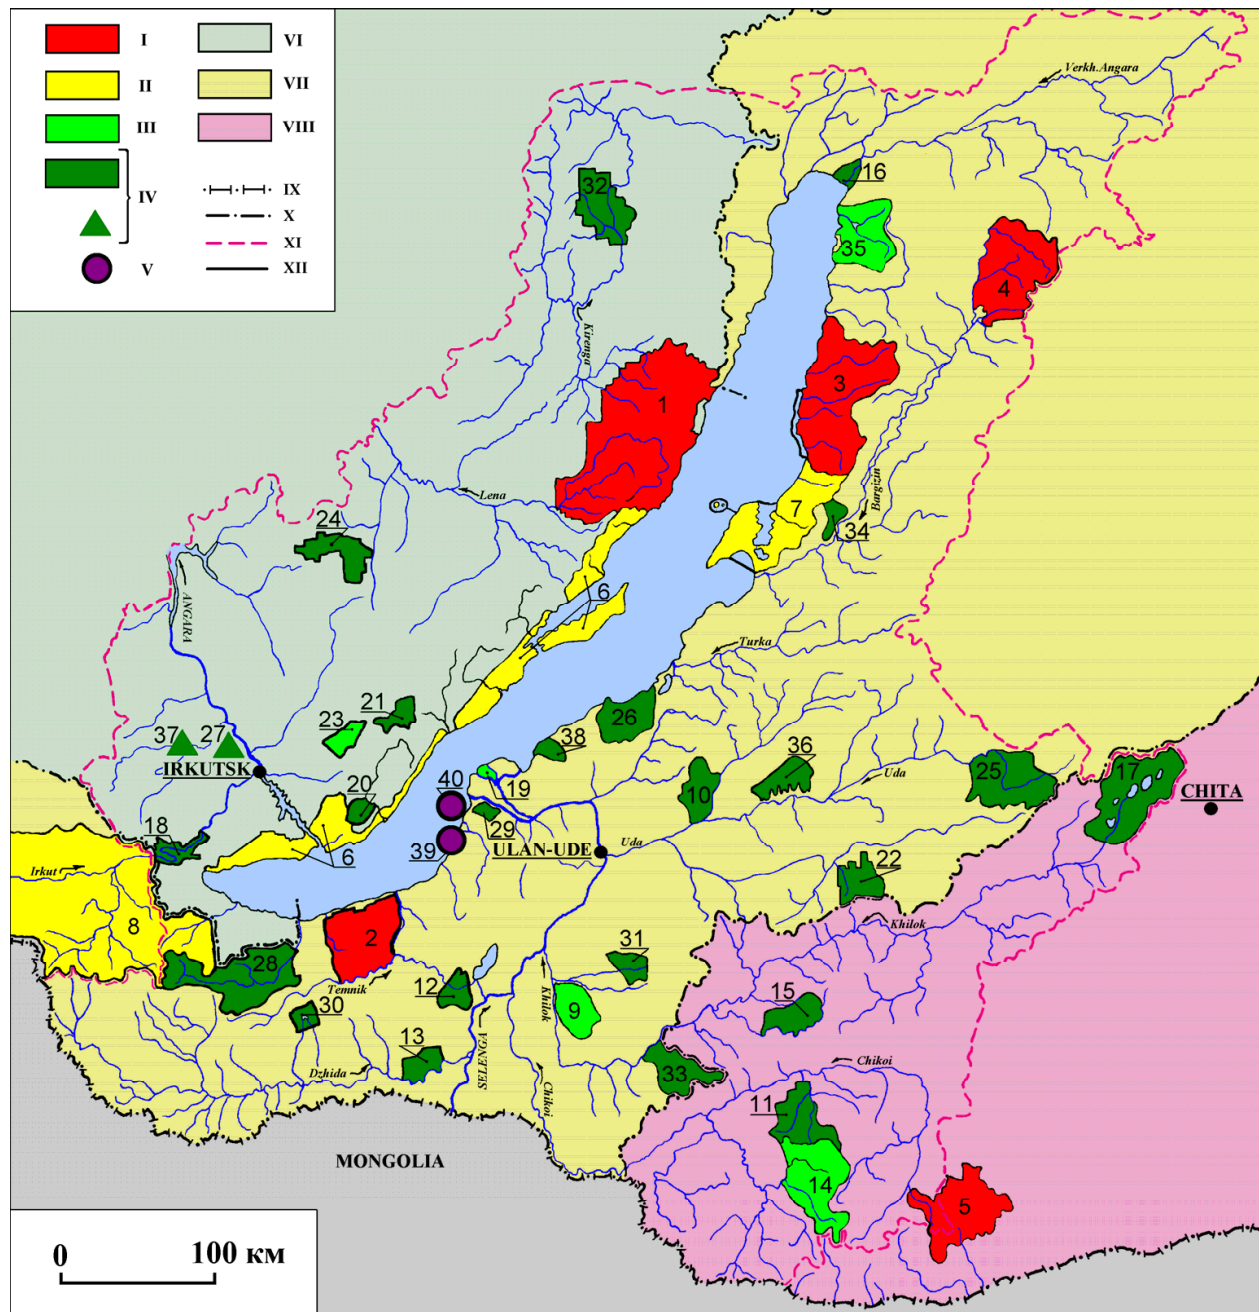 I
II
III
IV
V
VI
VII
VIII
IX
X
XI
XII
Verkh.Angara
16
32
35
4
Kirenga
3
1
Bargizin
Lena
7
24
34
ANGARA
6
Turka
21
26
23
37
27
38
36
IRKUTSK
40
Uda
25
17
19
10
CHITA
20
29
18
39
ULAN-UDE
Uda
6
Irkut
22
8
2
Khilok
28
31
Temnik
12
Khilok
15
30
9
13
SELENGA
Dzhida
Chikoi
33
Chikoi
11
MONGOLIA
14
5
0 100 км